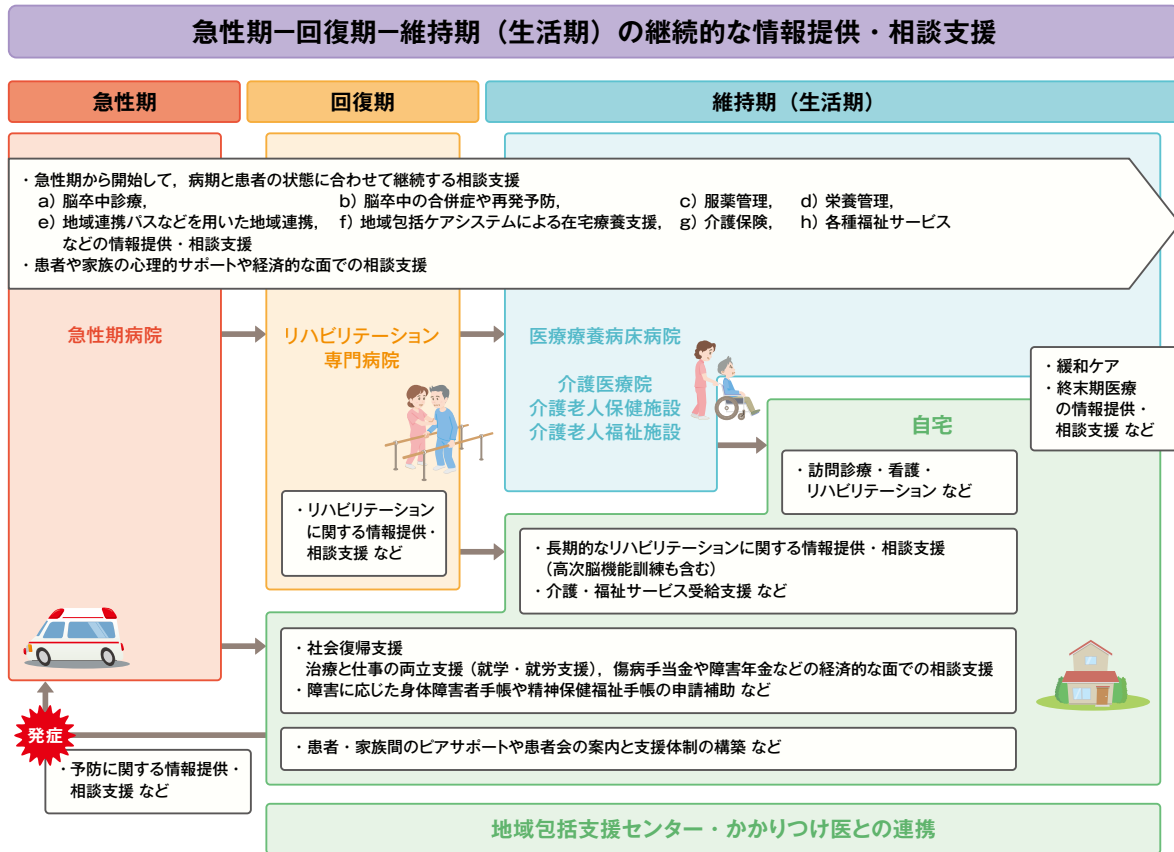 急性期ー回復期ー維持期（生活期）の継続的な情報提供・相談支援
急性期
回復期
維持期（生活期）
・急性期から開始して，病期と患者の状態に合わせて継続する相談支援
a）脳卒中診療， b）脳卒中の合併症や再発予防， c）服薬管理， d）栄養管理，
e）地域連携パスなどを用いた地域連携， f）地域包括ケアシステムによる在宅療養支援， g）介護保険， h）各種福祉サービス
などの情報提供・相談支援
・患者や家族の心理的サポートや経済的な面での相談支援
急性期病院
リハビリテーション
専門病院
医療療養病床病院
介護医療院
介護老人保健施設
介護老人福祉施設
・緩和ケア
・終末期医療
の情報提供・
相談支援 など
自宅
・訪問診療・看護・
リハビリテーション など
・リハビリテーション
に関する情報提供・
相談支援 など
・長期的なリハビリテーションに関する情報提供・相談支援
（高次脳機能訓練も含む）
・介護・福祉サービス受給支援 など
・社会復帰支援
治療と仕事の両立支援（就学・就労支援），傷病手当金や障害年金などの経済的な面での相談支援
・障害に応じた身体障害者手帳や精神保健福祉手帳の申請補助 など
発症
・患者・家族間のピアサポートや患者会の案内と支援体制の構築 など
・予防に関する情報提供・
相談支援 など
地域包括支援センター・かかりつけ医との連携